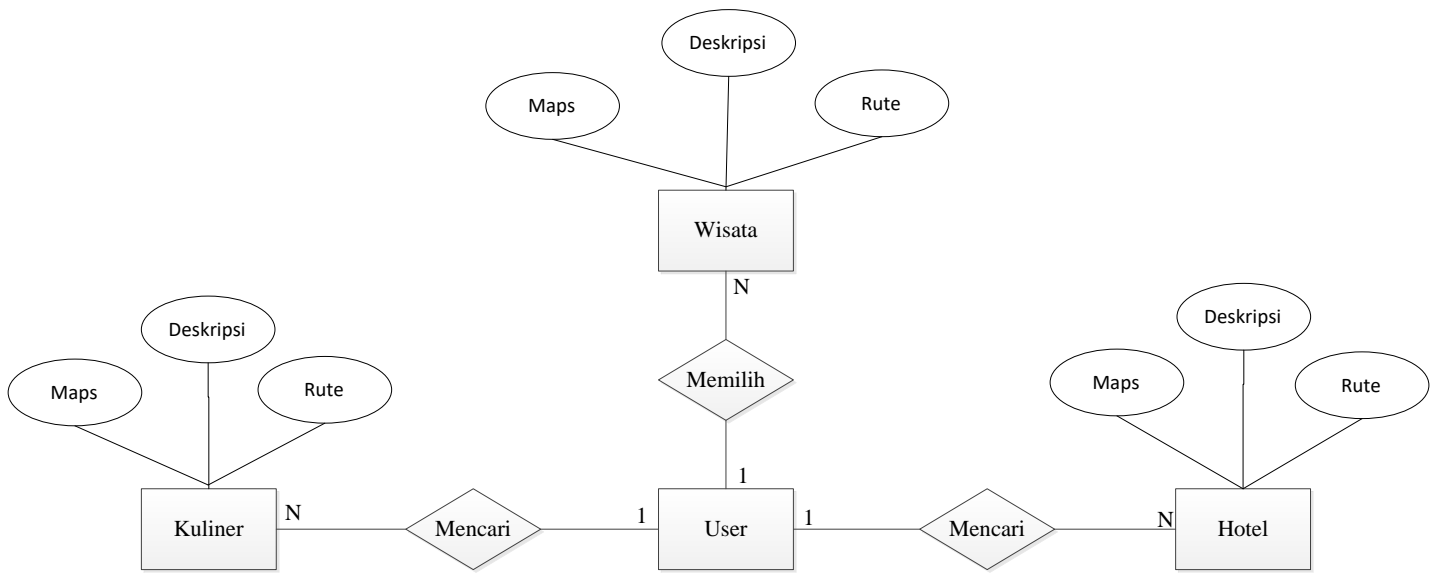 Deskripsi
Maps
Rute
Wisata
N
Memilih
1
Deskripsi
Maps
Rute
Kuliner
N
Mencari
1
User
1
Mencari
N
Hotel
Deskripsi
Maps
Rute